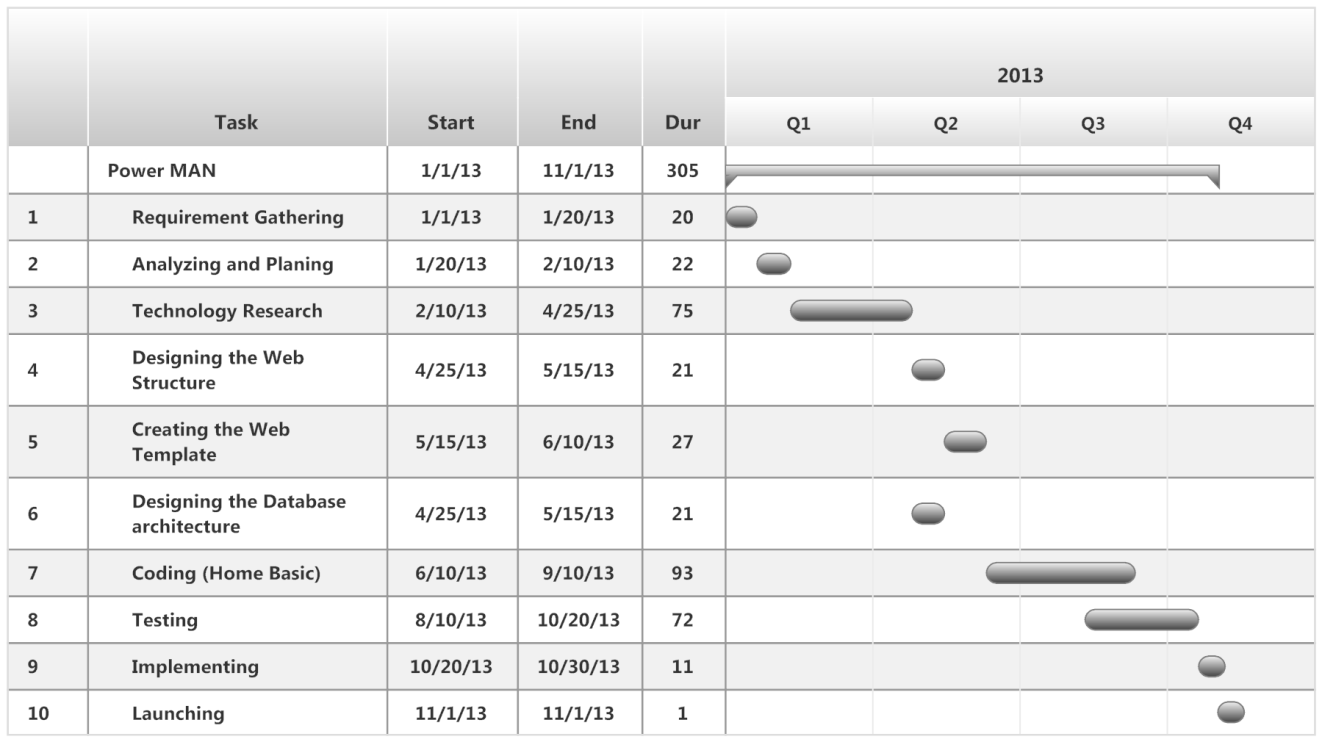 2013
Task Start End Dur Q1 Q2 Q3 Q4
Power MAN 1/1/13 11/1/13 305
1 Requirement Gathering 1/1/13 1/20/13 20
2 Analyzing and Planing 1/20/13 2/10/13 22
3 Technology Research 2/10/13 4/25/13 75
4 Designing the Web Structure 4/25/13 5/15/13 21
5 Creating the Web Template 5/15/13 6/10/13 27
6 Designing the Database architecture 4/25/13 5/15/13 21
7 Coding (Home Basic) 6/10/13 9/10/13 93
8 Testing 8/10/13 10/20/13 72
9 Implementing 10/20/13 10/30/13 11
10 Launching 11/1/13 11/1/13 1